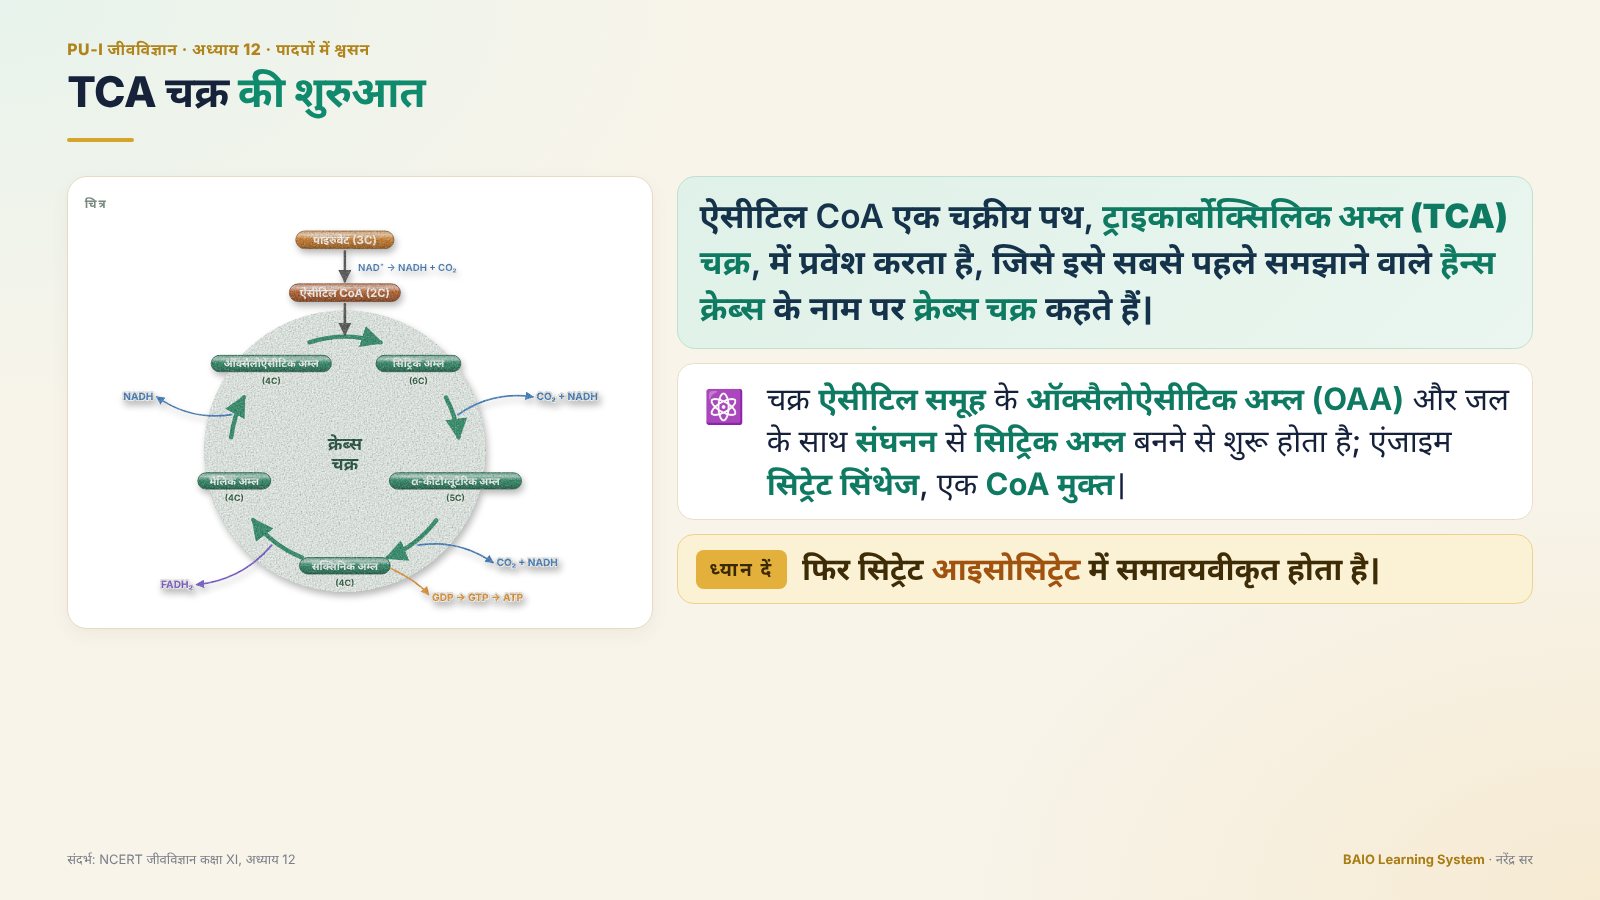 PU-I जीवविज्ञान · अध्याय 12 · पादपों में श्वसन
TCA चक्र की शुरुआत
चित्र
पाइरुवेट (3C)
NAD⁺ → NADH + CO₂
ऐसीटिल CoA (2C)
ऑक्सैलोऐसीटिक अम्ल
(4C)
सिट्रिक अम्ल
(6C)
NADH
CO₂ + NADH
क्रेब्स
चक्र
मैलिक अम्ल
(4C)
α-कीटोग्लूटैरिक अम्ल
(5C)
सक्सिनिक अम्ल
(4C)
CO₂ + NADH
FADH₂
GDP → GTP → ATP
ऐसीटिल CoA एक चक्रीय पथ, ट्राइकार्बोक्सिलिक अम्ल (TCA)
चक्र, में प्रवेश करता है, जिसे इसे सबसे पहले समझाने वाले हैन्स
क्रेब्स के नाम पर क्रेब्स चक्र कहते हैं|
चक्र ऐसीटिल समूह के ऑक्सैलोऐसीटिक अम्ल (OAA) और जल
के साथ संघनन से सिट्रिक अम्ल बनने से शुरू होता है; एंजाइम
सिट्रेट सिंथेज, एक CoA मुक्त|
ध्यान दें फिर सिट्रेट आइसोसिट्रेट में समावयवीकृत होता है|
संदर्भ: NCERT जीवविज्ञान कक्षा XI, अध्याय 12
BAIO Learning System · नरेंद्र सर